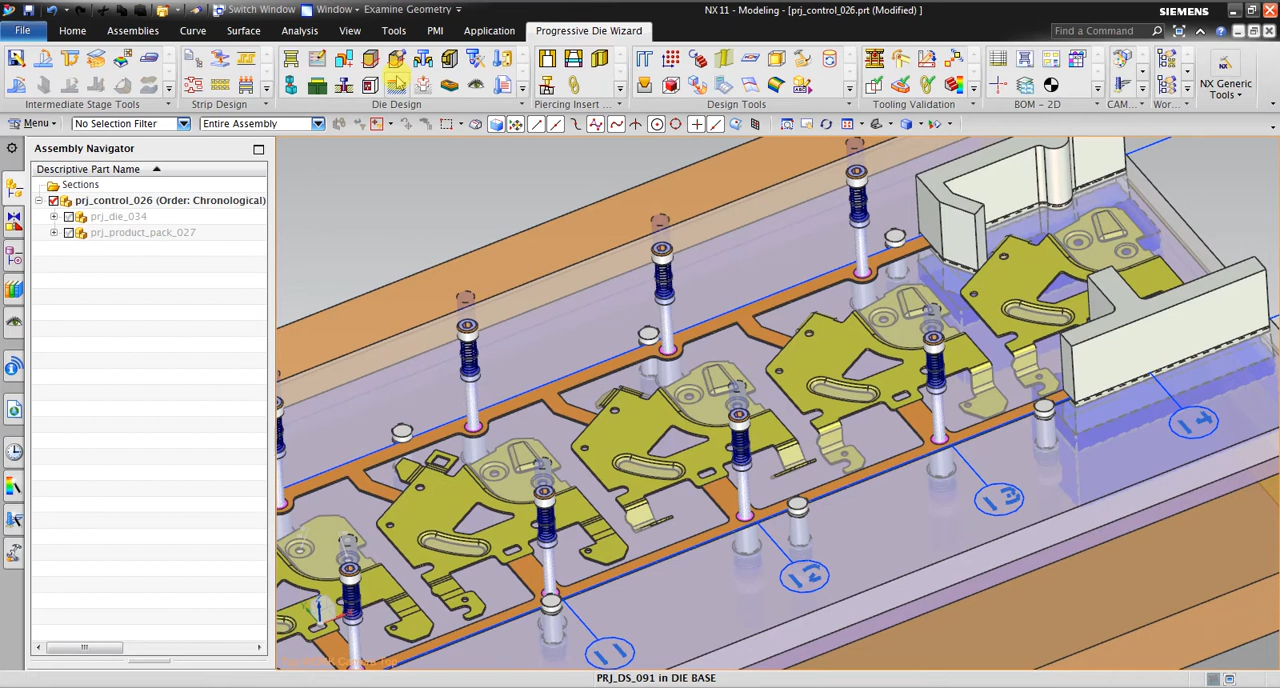 Switch Window Window Examine Geometry
NX 11 - Modeling - [prj_control_026.prt (Modified) ]
SIEMENS
File Home Assemblies Curve Surface Analysis View Tools PMI Application Progressive Die Wizard
Find a Command
NX Generic
Tools
Intermediate Stage Tools Strip Design Die Design Piercing Insert ... Design Tools Tooling Validation BOM - 2D CAM... Wor...
Menu No Selection Filter Entire Assembly
Assembly Navigator
Descriptive Part Name
Sections
prj_control_026 (Order: Chronological)
prj_die_034
prj_product_pack_027
14
13
12
11
PRJ_DS_091 in DIE BASE